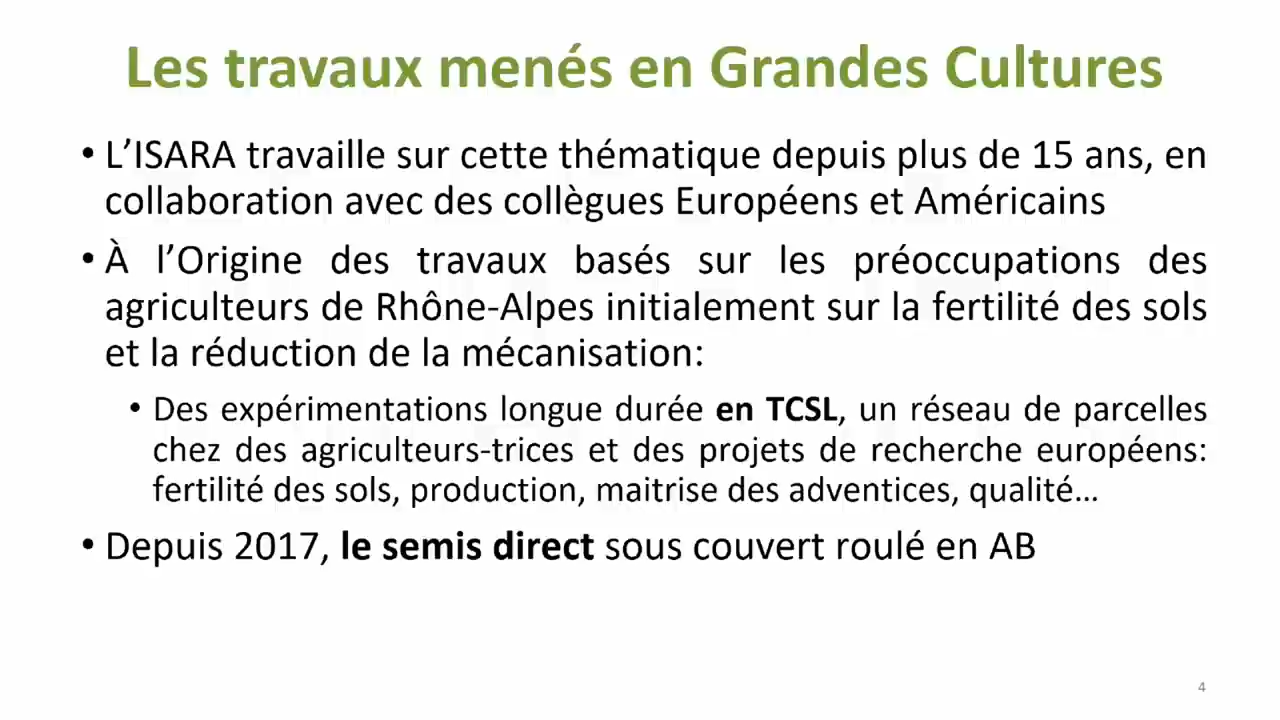 Les travaux menés en Grandes Cultures
• L’ISARA travaille sur cette thématique depuis plus de 15 ans, en
collaboration avec des collègues Européens et Américains
• À l’Origine des travaux basés sur les préoccupations des
agriculteurs de Rhône-Alpes initialement sur la fertilité des sols
et la réduction de la mécanisation:
• Des expérimentations longue durée en TCSL, un réseau de parcelles
chez des agriculteurs-trices et des projets de recherche européens:
fertilité des sols, production, maitrise des adventices, qualité…
• Depuis 2017, le semis direct sous couvert roulé en AB
4